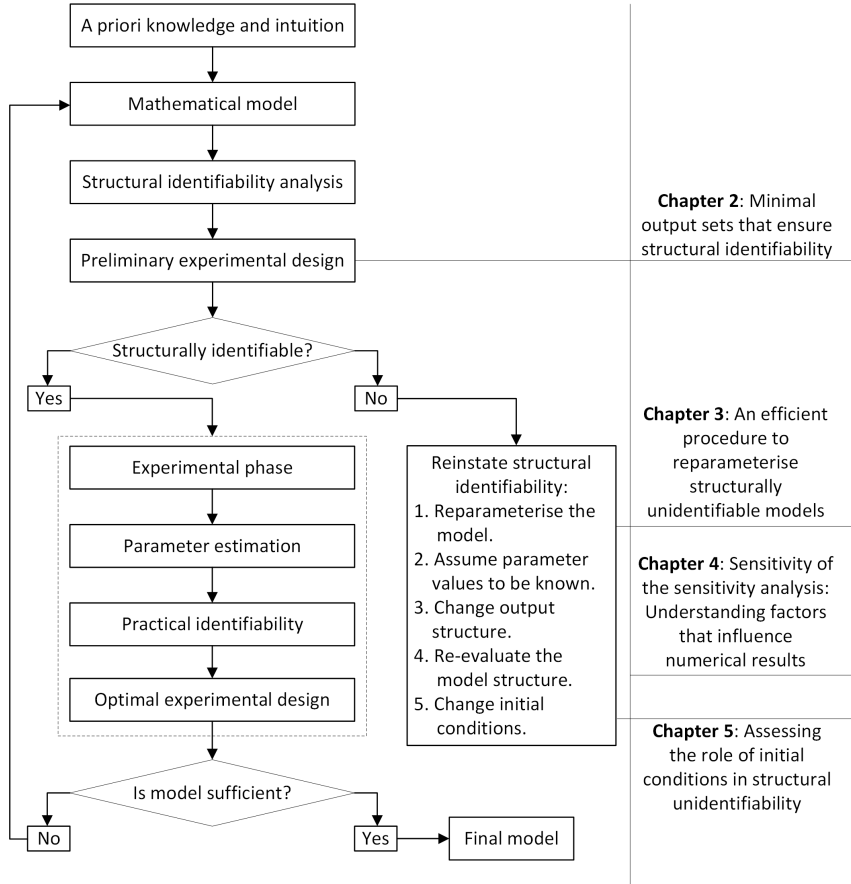 A priori knowledge and intuition
Mathematical model
Structural identifiability analysis
Preliminary experimental design
Structurally identifiable?
Yes
No
Experimental phase
Parameter estimation
Practical identifiability
Optimal experimental design
Reinstate structural
identifiability:
1. Reparameterise the
model.
2. Assume parameter
values to be known.
3. Change output
structure.
4. Re-evaluate the
model structure.
5. Change initial
conditions.
Is model sufficient?
No
Yes
Final model
Chapter 2: Minimal
output sets that ensure
structural identifiability
Chapter 3: An efficient
procedure to
reparameterise
structurally
unidentifiable models
Chapter 4: Sensitivity of
the sensitivity analysis:
Understanding factors
that influence
numerical results
Chapter 5: Assessing
the role of initial
conditions in structural
unidentifiability